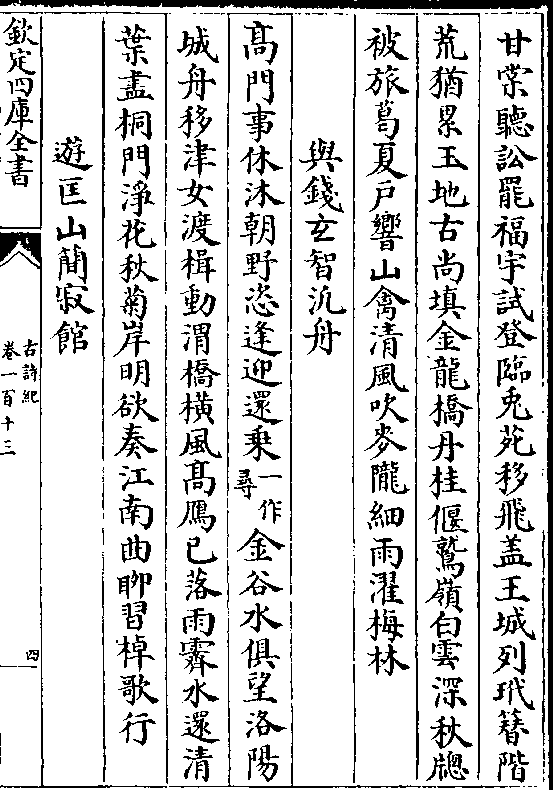 甘棠聽訟罷福宇試登臨兎苑移飛盖王城列玳簪階
荒猶累玉地古尚填金龍橋丹桂偃鷲嶺白雲深秋䆫
被旅葛夏戶響山禽清風吹麥隴細雨濯梅林
與錢玄智汎舟
髙門事休沐朝野恣逢迎還乗一作尋金谷水俱望洛陽
城舟移津女渡楫動渭橋橫風髙鴈已落雨霽水還清
葉盡桐門淨花秋菊岸明欲奏江南曲聊習棹歌行
遊匡山簡寂館
欽定四庫全書
古詩紀
卷一百十三
四